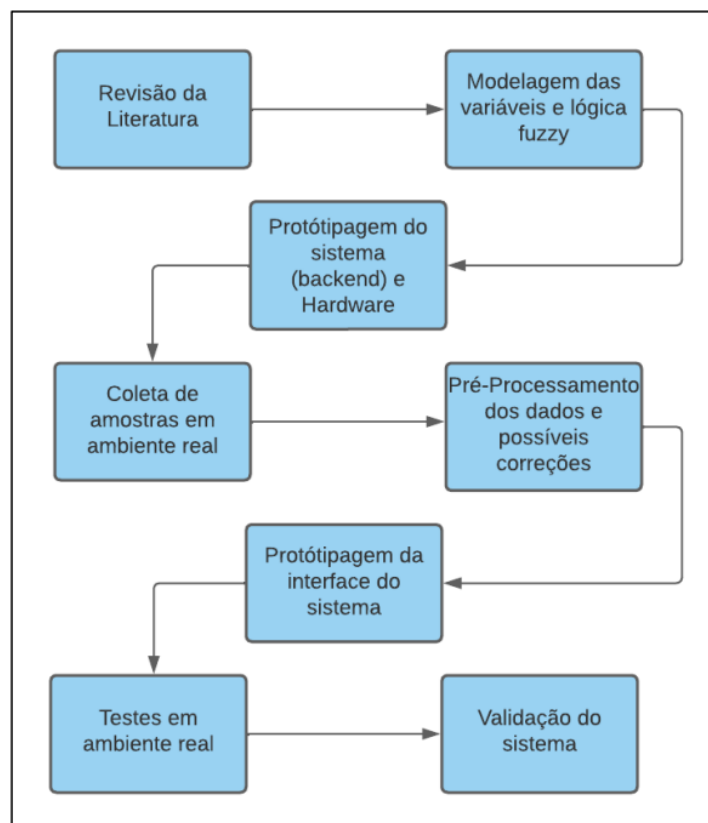 Revisão da
Literatura
Modelagem das
variáveis e lógica
fuzzy
Protótipagem do
sistema
(backend) e
Hardware
Coleta de
amostras em
ambiente real
Pré-Processamento
dos dados e
possíveis
correções
Protótipagem da
interface do
sistema
Testes em
ambiente real
Validação do
sistema